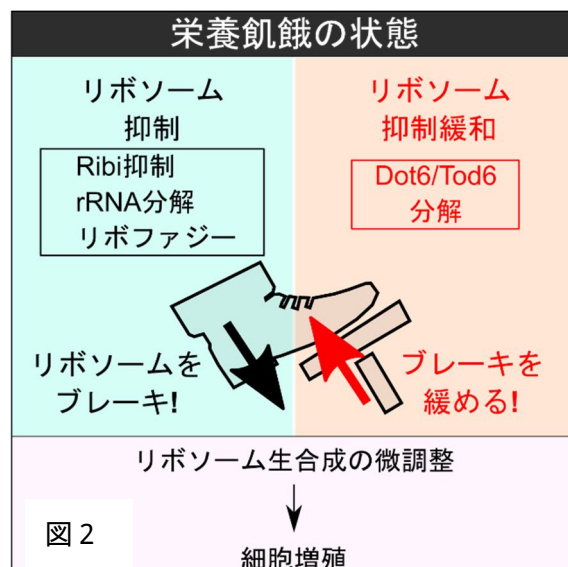 栄養飢餓の状態
リボソーム
抑制
Ribi抑制
rRNA分解
リボファジー
リボソームを
ブレーキ!
リボソーム
抑制緩和
Dot6/Tod6
分解
ブレーキを
緩める!
リボソーム生合成の微調整
細胞増殖
図2